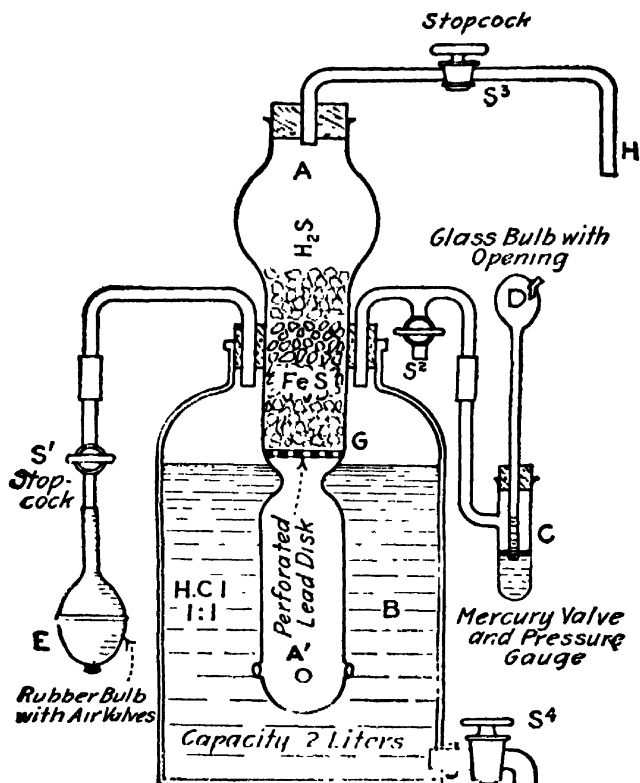 Stopcock
S³
H
A
H₂S
Glass Bulb with
Opening
D
S²
FeS
G
S'
Stop-
cock
C
H.Cl
1:1
Perforated
Lead Disk
B
Mercury Valve
and Pressure
Gauge
E
A'
Rubber Bulb
with Air Valves
S⁴
Capacity 2 Liters